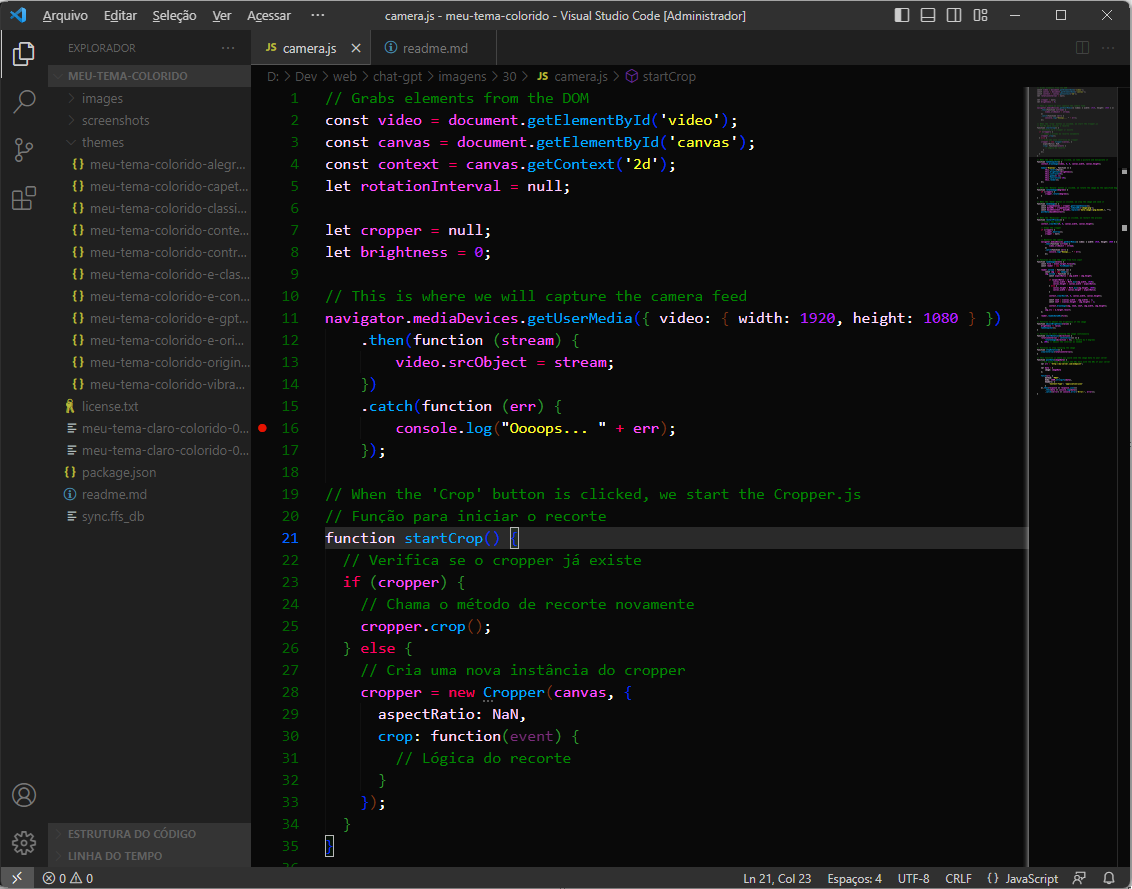 Arquivo Editar Seleção Ver Acessar ··· camera.js - meu-tema-colorido - Visual Studio Code [Administrador]
EXPLORADOR ···
JS camera.js readme.md ···
MEU-TEMA-COLORIDO
D: > Dev > web > chat-gpt > imagens > 30 > JS camera.js > startCrop
images
screenshots
themes
{} meu-tema-colorido-alegr...
{} meu-tema-colorido-capet...
{} meu-tema-colorido-classi...
{} meu-tema-colorido-conte...
{} meu-tema-colorido-contr...
{} meu-tema-colorido-e-clas...
{} meu-tema-colorido-e-con...
{} meu-tema-colorido-e-gpt...
{} meu-tema-colorido-e-ori...
{} meu-tema-colorido-origin...
{} meu-tema-colorido-vibra...
license.txt
meu-tema-claro-colorido-0...
meu-tema-claro-colorido-0...
{} package.json
readme.md
sync.ffs_db
ESTRUTURA DO CÓDIGO
LINHA DO TEMPO
1 // Grabs elements from the DOM
2 const video = document.getElementById('video');
3 const canvas = document.getElementById('canvas');
4 const context = canvas.getContext('2d');
5 let rotationInterval = null;
6
7 let cropper = null;
8 let brightness = 0;
9
10 // This is where we will capture the camera feed
11 navigator.mediaDevices.getUserMedia({ video: { width: 1920, height: 1080 } })
12 .then(function (stream) {
13 video.srcObject = stream;
14 })
15 .catch(function (err) {
16 console.log("Oooops... " + err);
17 });
18
19 // When the 'Crop' button is clicked, we start the Cropper.js
20 // Função para iniciar o recorte
21 function startCrop() {
22 // Verifica se o cropper já existe
23 if (cropper) {
24 // Chama o método de recorte novamente
25 cropper.crop();
26 } else {
27 // Cria uma nova instância do cropper
28 cropper = new Cropper(canvas, {
29 aspectRatio: NaN,
30 crop: function(event) {
31 // Lógica do recorte
32 }
33 });
34 }
35 }
0 0 Ln 21, Col 23 Espaços: 4 UTF-8 CRLF {} JavaScript